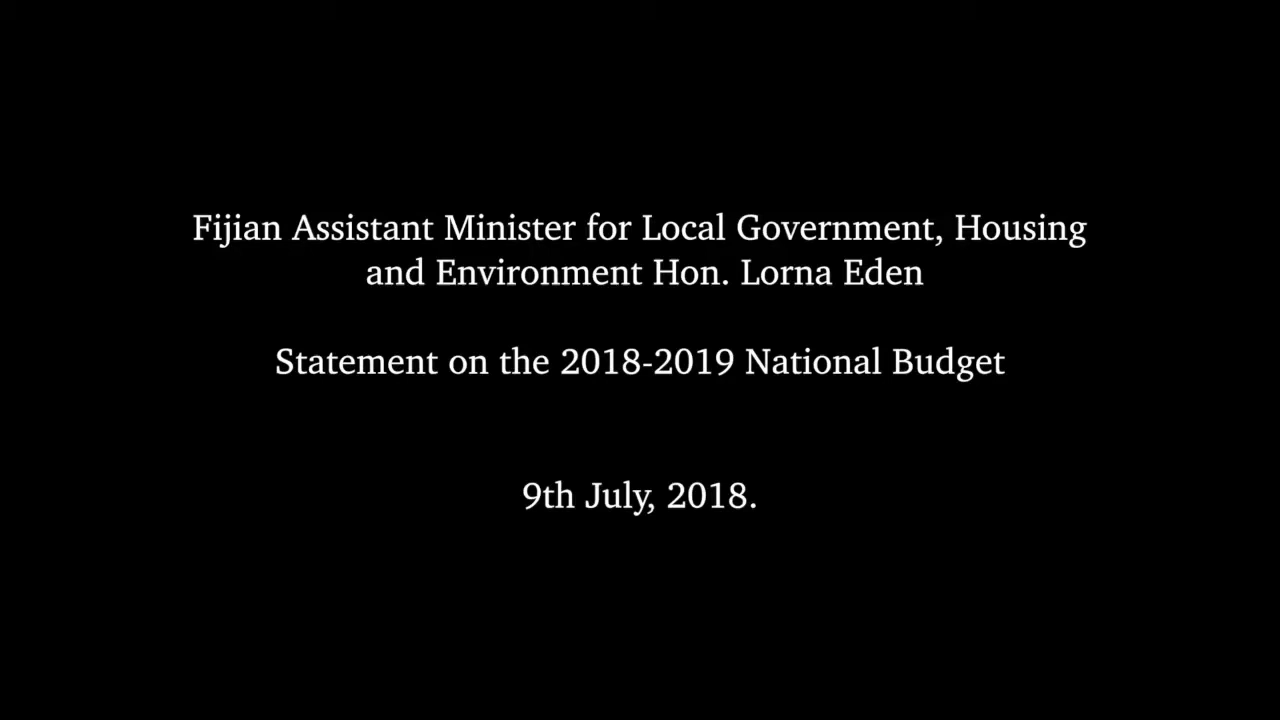 Fijian Assistant Minister for Local Government, Housing
and Environment Hon. Lorna Eden
Statement on the 2018-2019 National Budget
9th July, 2018.